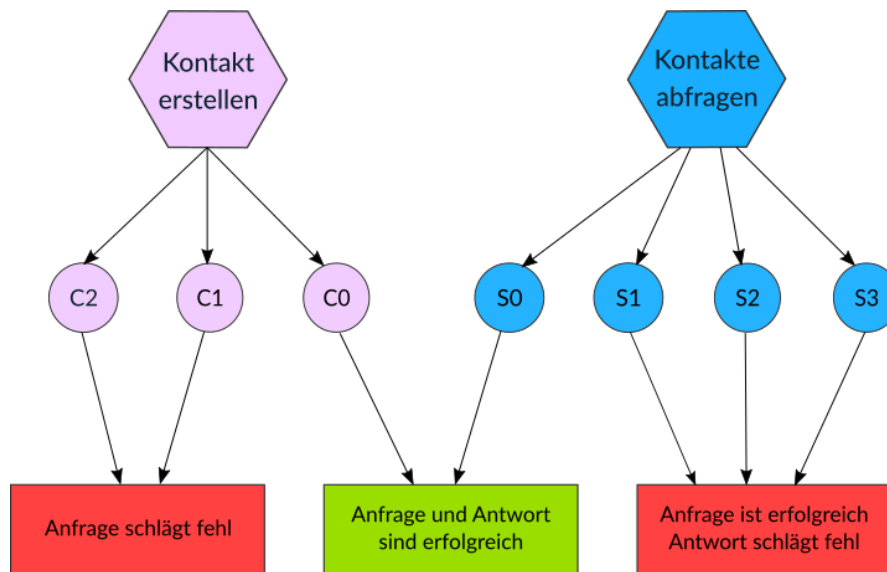 Kontakt
erstellen
Kontakte
abfragen
C2
C1
C0
S0
S1
S2
S3
Anfrage schlägt fehl
Anfrage und Antwort
sind erfolgreich
Anfrage ist erfolgreich
Antwort schlägt fehl